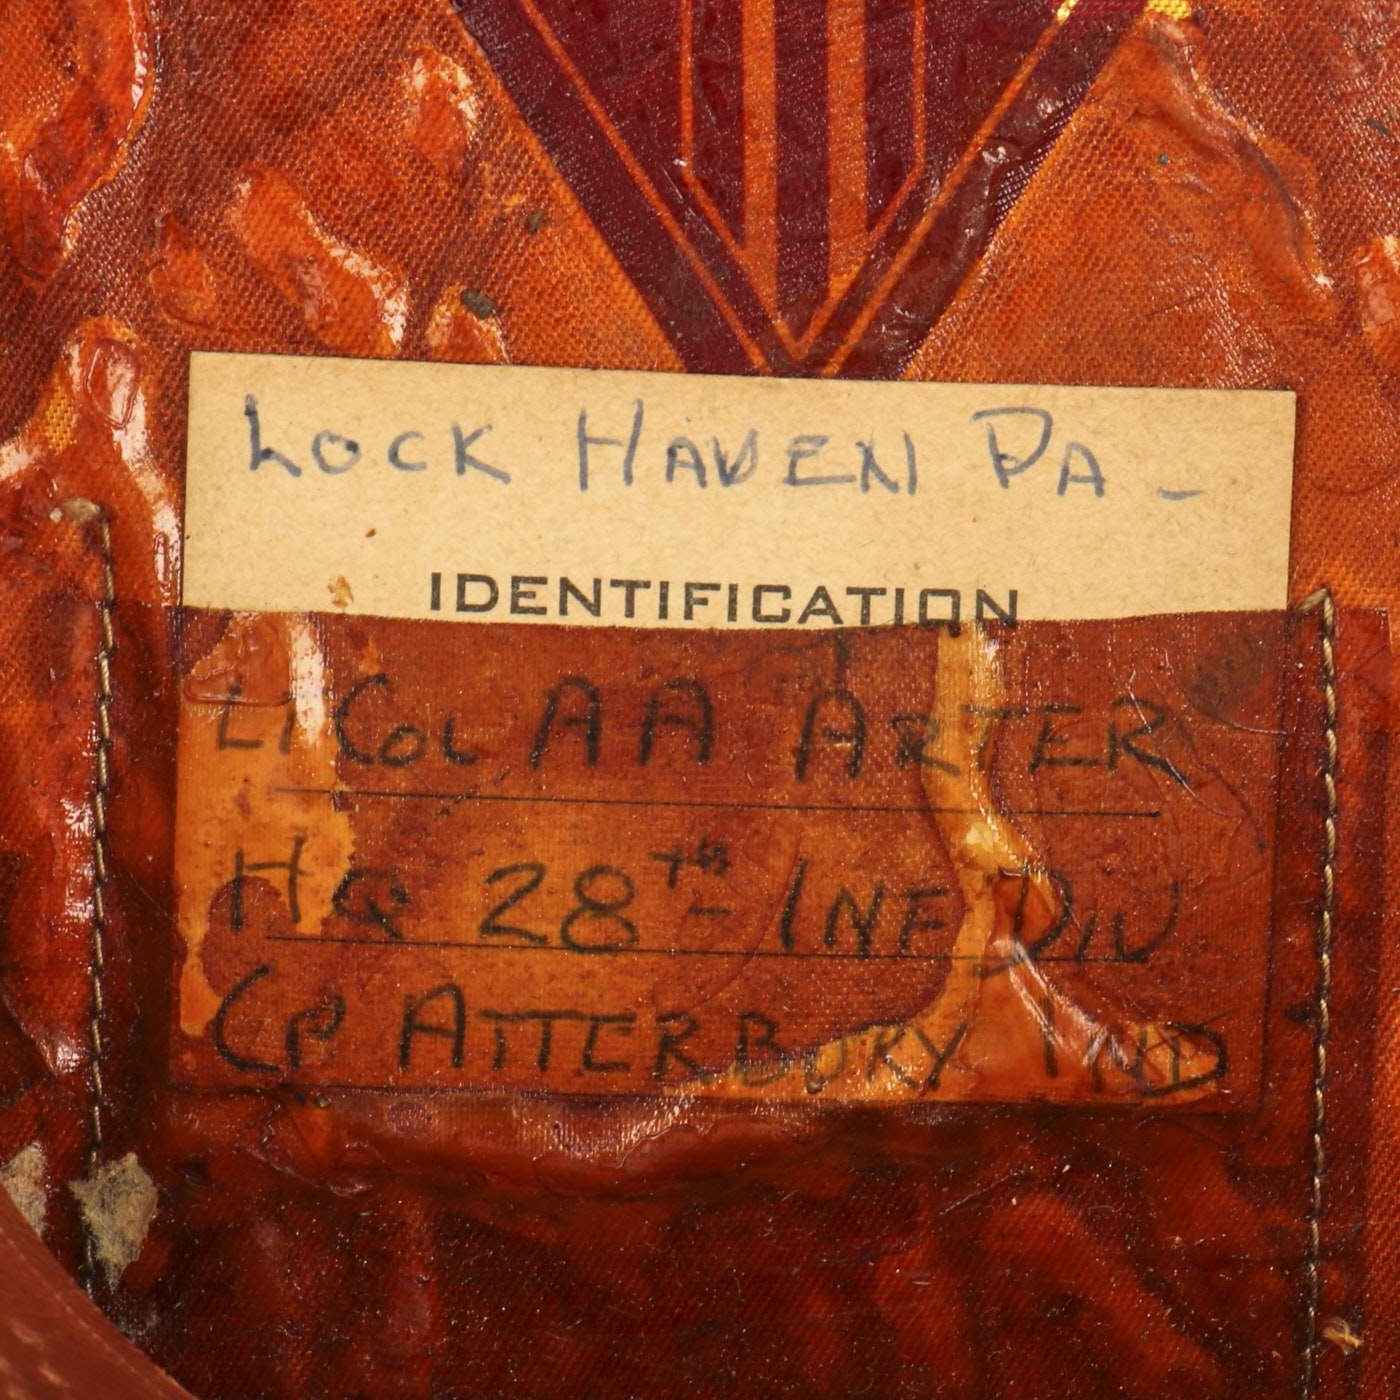 LOCK HAVEN PA -
IDENTIFICATION
LT COL AA ARTER
HQ 28TH INF DIV
CP ATTERBURY IND